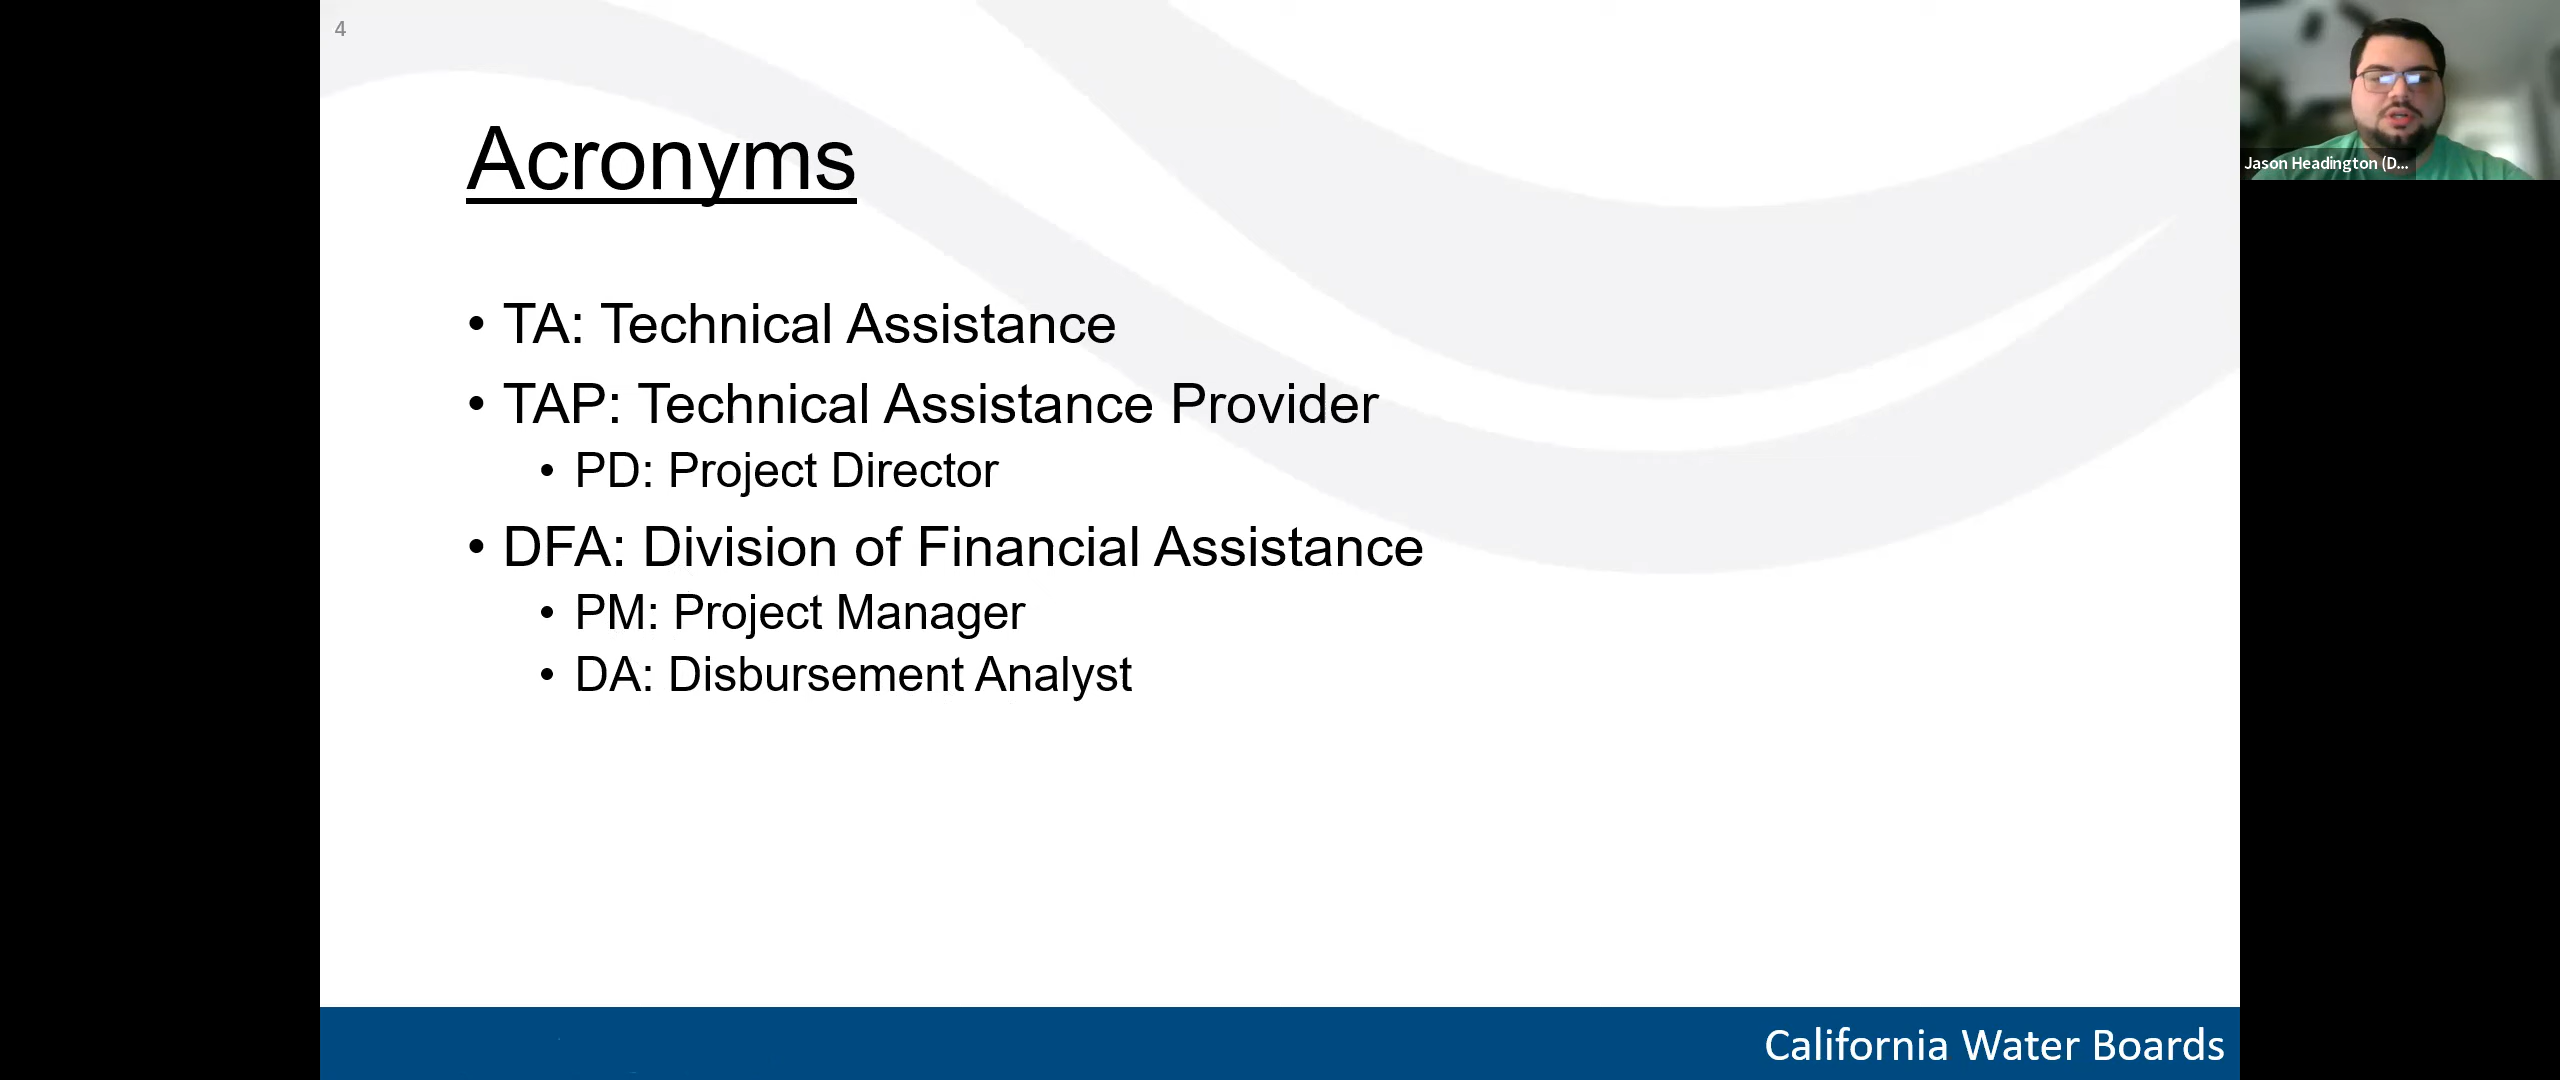 4
Acronyms
• TA: Technical Assistance
• TAP: Technical Assistance Provider
• PD: Project Director
• DFA: Division of Financial Assistance
• PM: Project Manager
• DA: Disbursement Analyst
California Water Boards
Jason Headington (D...